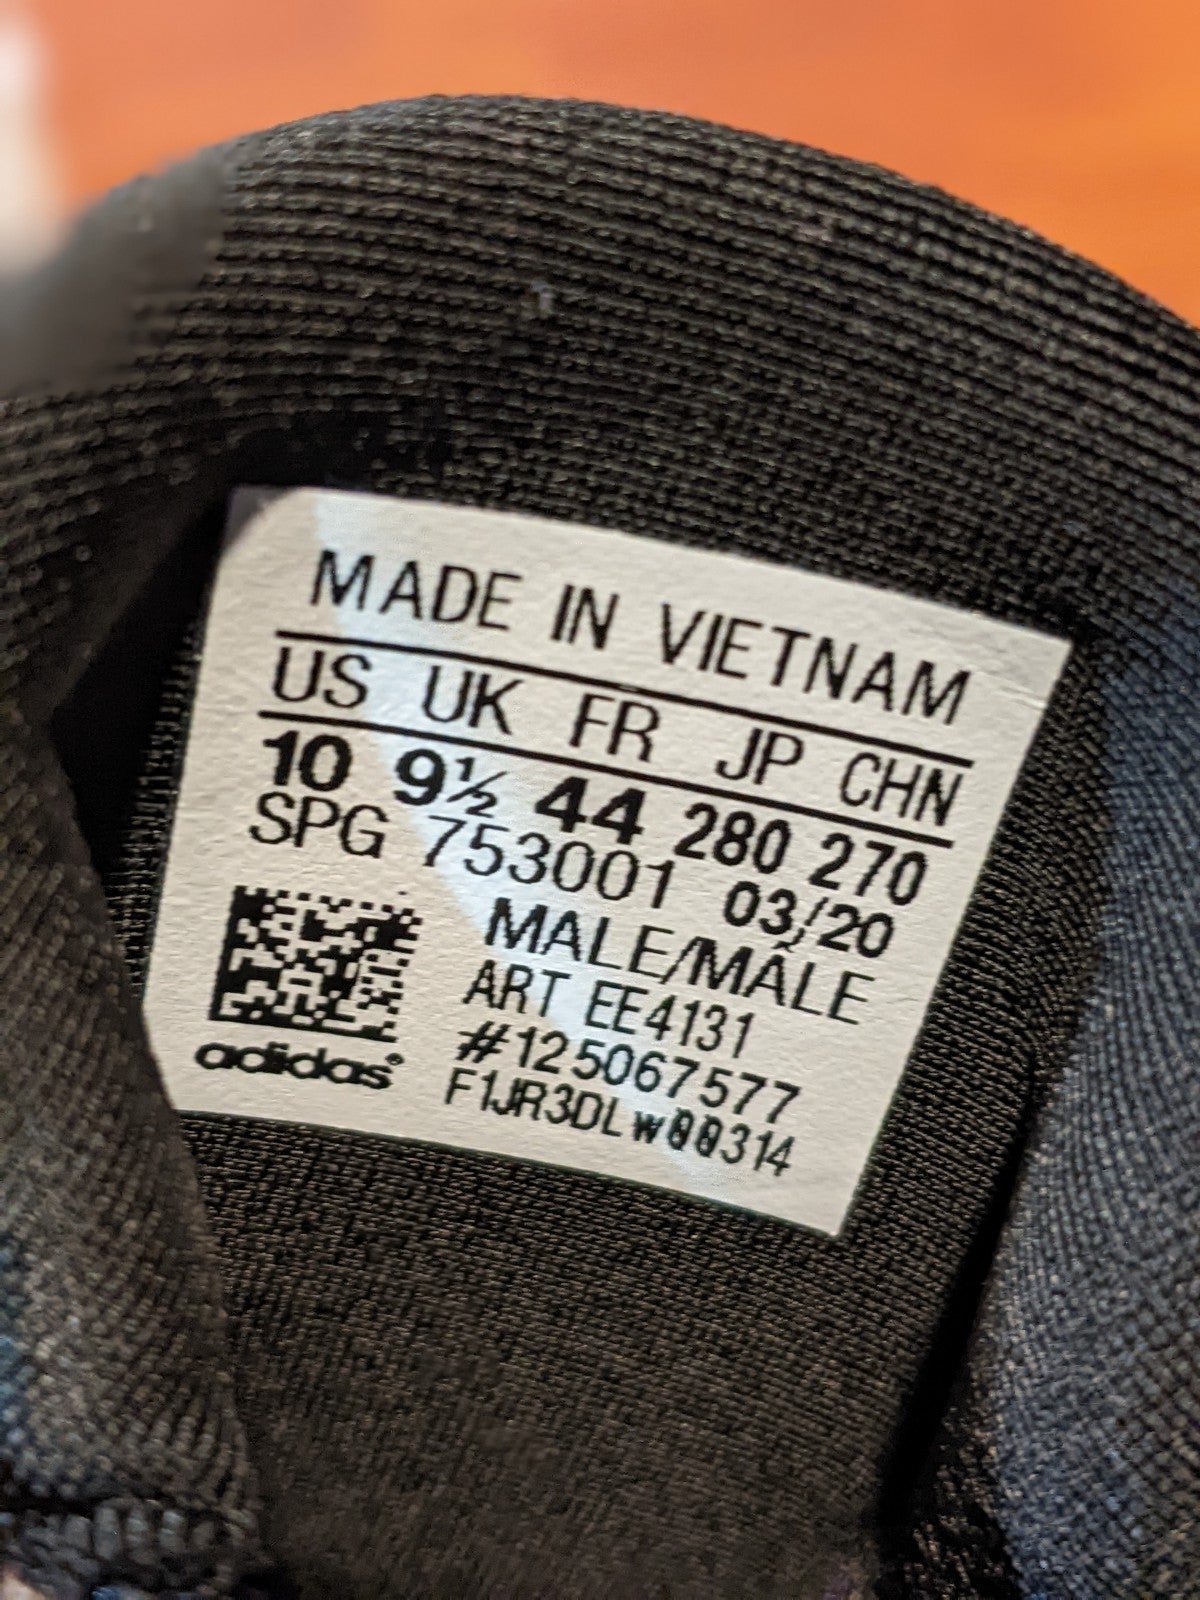 MADE IN VIETNAM
US UK FR JP CHN
10 9½ 44 280 270
SPG 753001 03/20
MALE/MÂLE
ART EE4131
#125067577
F1JR3DLW00314
adidas®